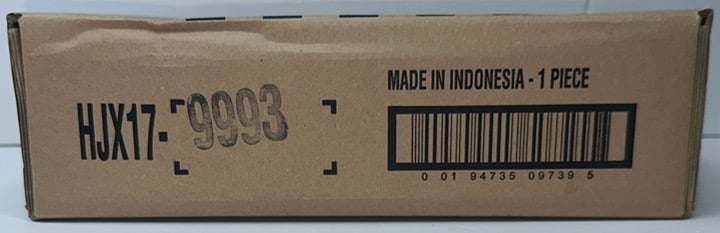 HJX17-9993
MADE IN INDONESIA - 1 PIECE
0 01 94735 09739 5